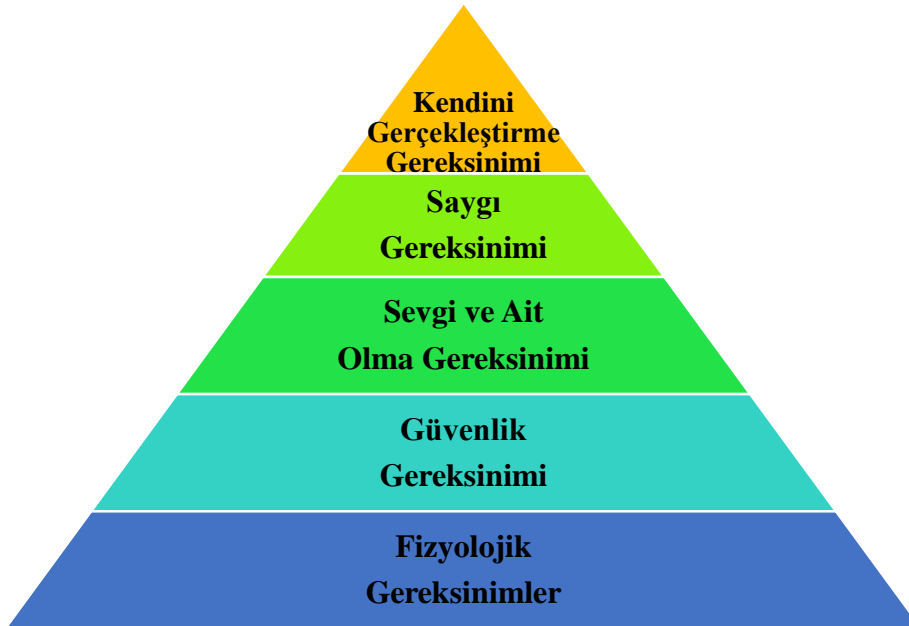 Kendini
Gerçekleştirme
Gereksinimi
Saygı
Gereksinimi
Sevgi ve Ait
Olma Gereksinimi
Güvenlik
Gereksinimi
Fizyolojik
Gereksinimler